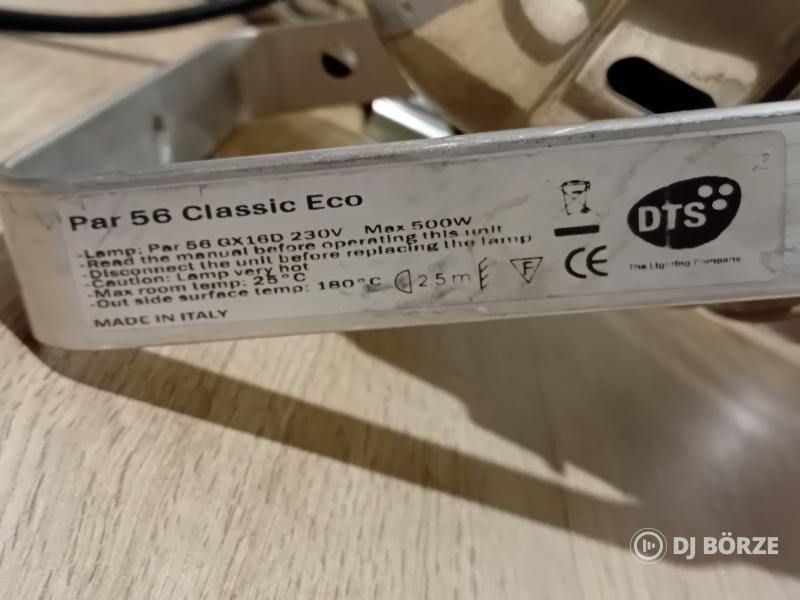 Par 56 Classic Eco
-Lamp: Par 56 GX16D 230V Max 500W
-Read the manual before operating this unit
-Disconnect the unit before replacing the lamp
-Caution: Lamp very hot
-Max room temp: 25°C
-Out side surface temp: 180°C 2.5m
F
MADE IN ITALY
CE
DTS
The Lighting Company
2
DJ BÖRZE